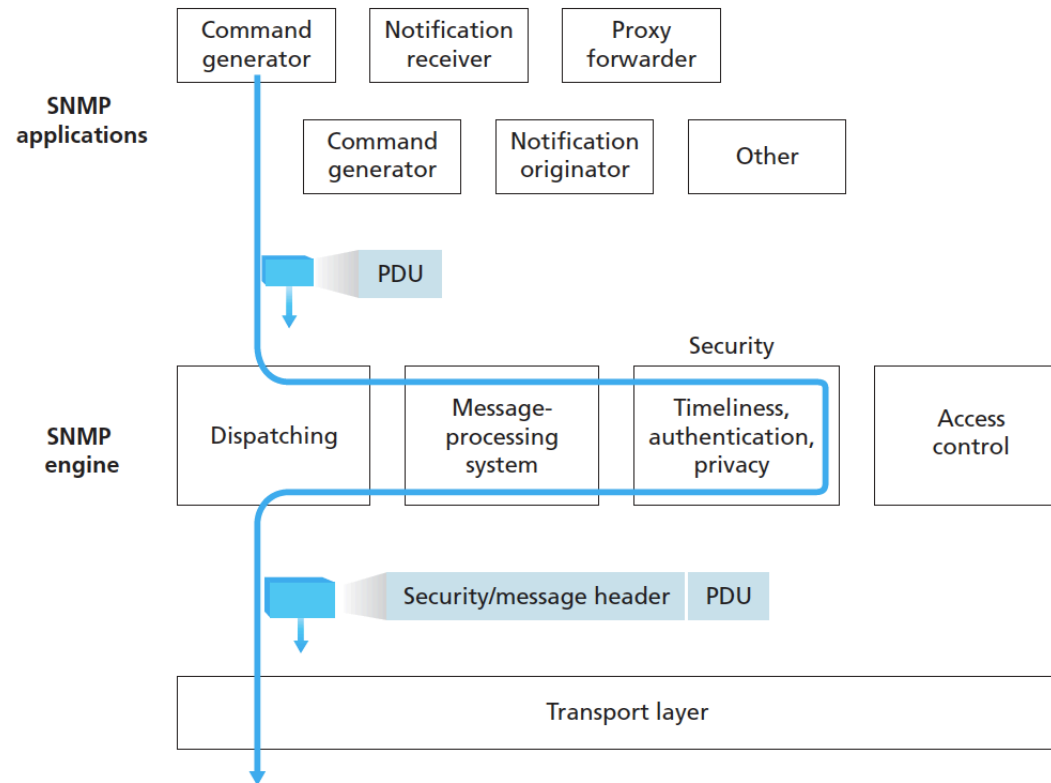 Command
generator
Notification
receiver
Proxy
forwarder
SNMP
applications
Command
generator
Notification
originator
Other
PDU
Security
SNMP
engine
Dispatching
Message-
processing
system
Timeliness,
authentication,
privacy
Access
control
Security/message header
PDU
Transport layer